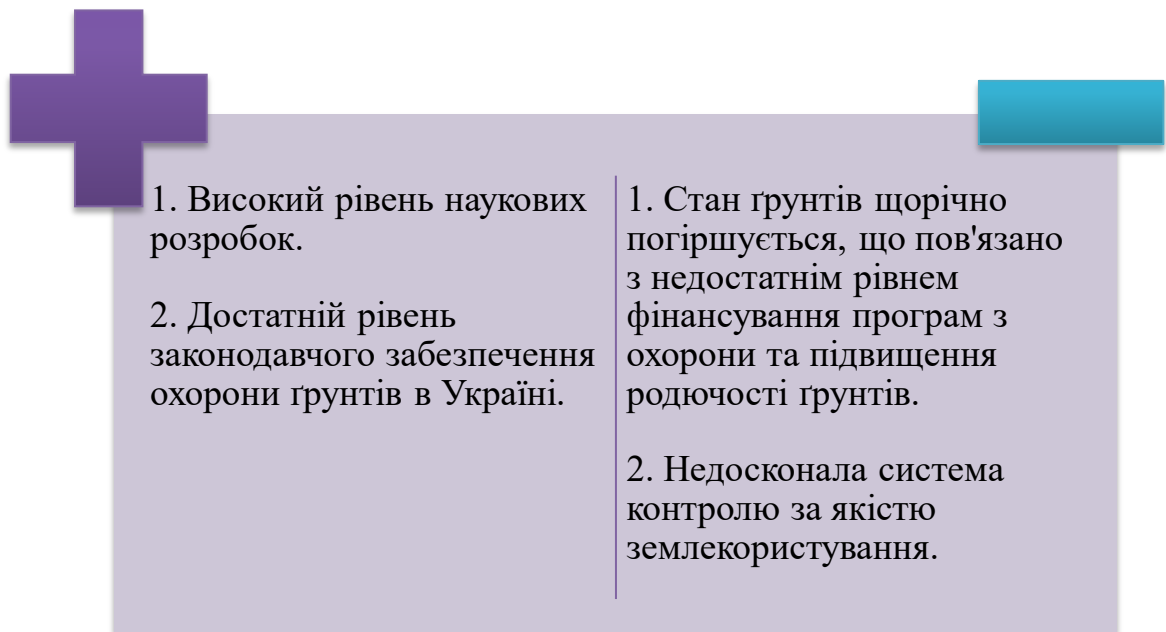 1. Високий рівень наукових
розробок.
2. Достатній рівень
законодавчого забезпечення
охорони ґрунтів в Україні.
1. Стан ґрунтів щорічно
погіршується, що пов'язано
з недостатнім рівнем
фінансування програм з
охорони та підвищення
родючості ґрунтів.
2. Недосконала система
контролю за якістю
землекористування.